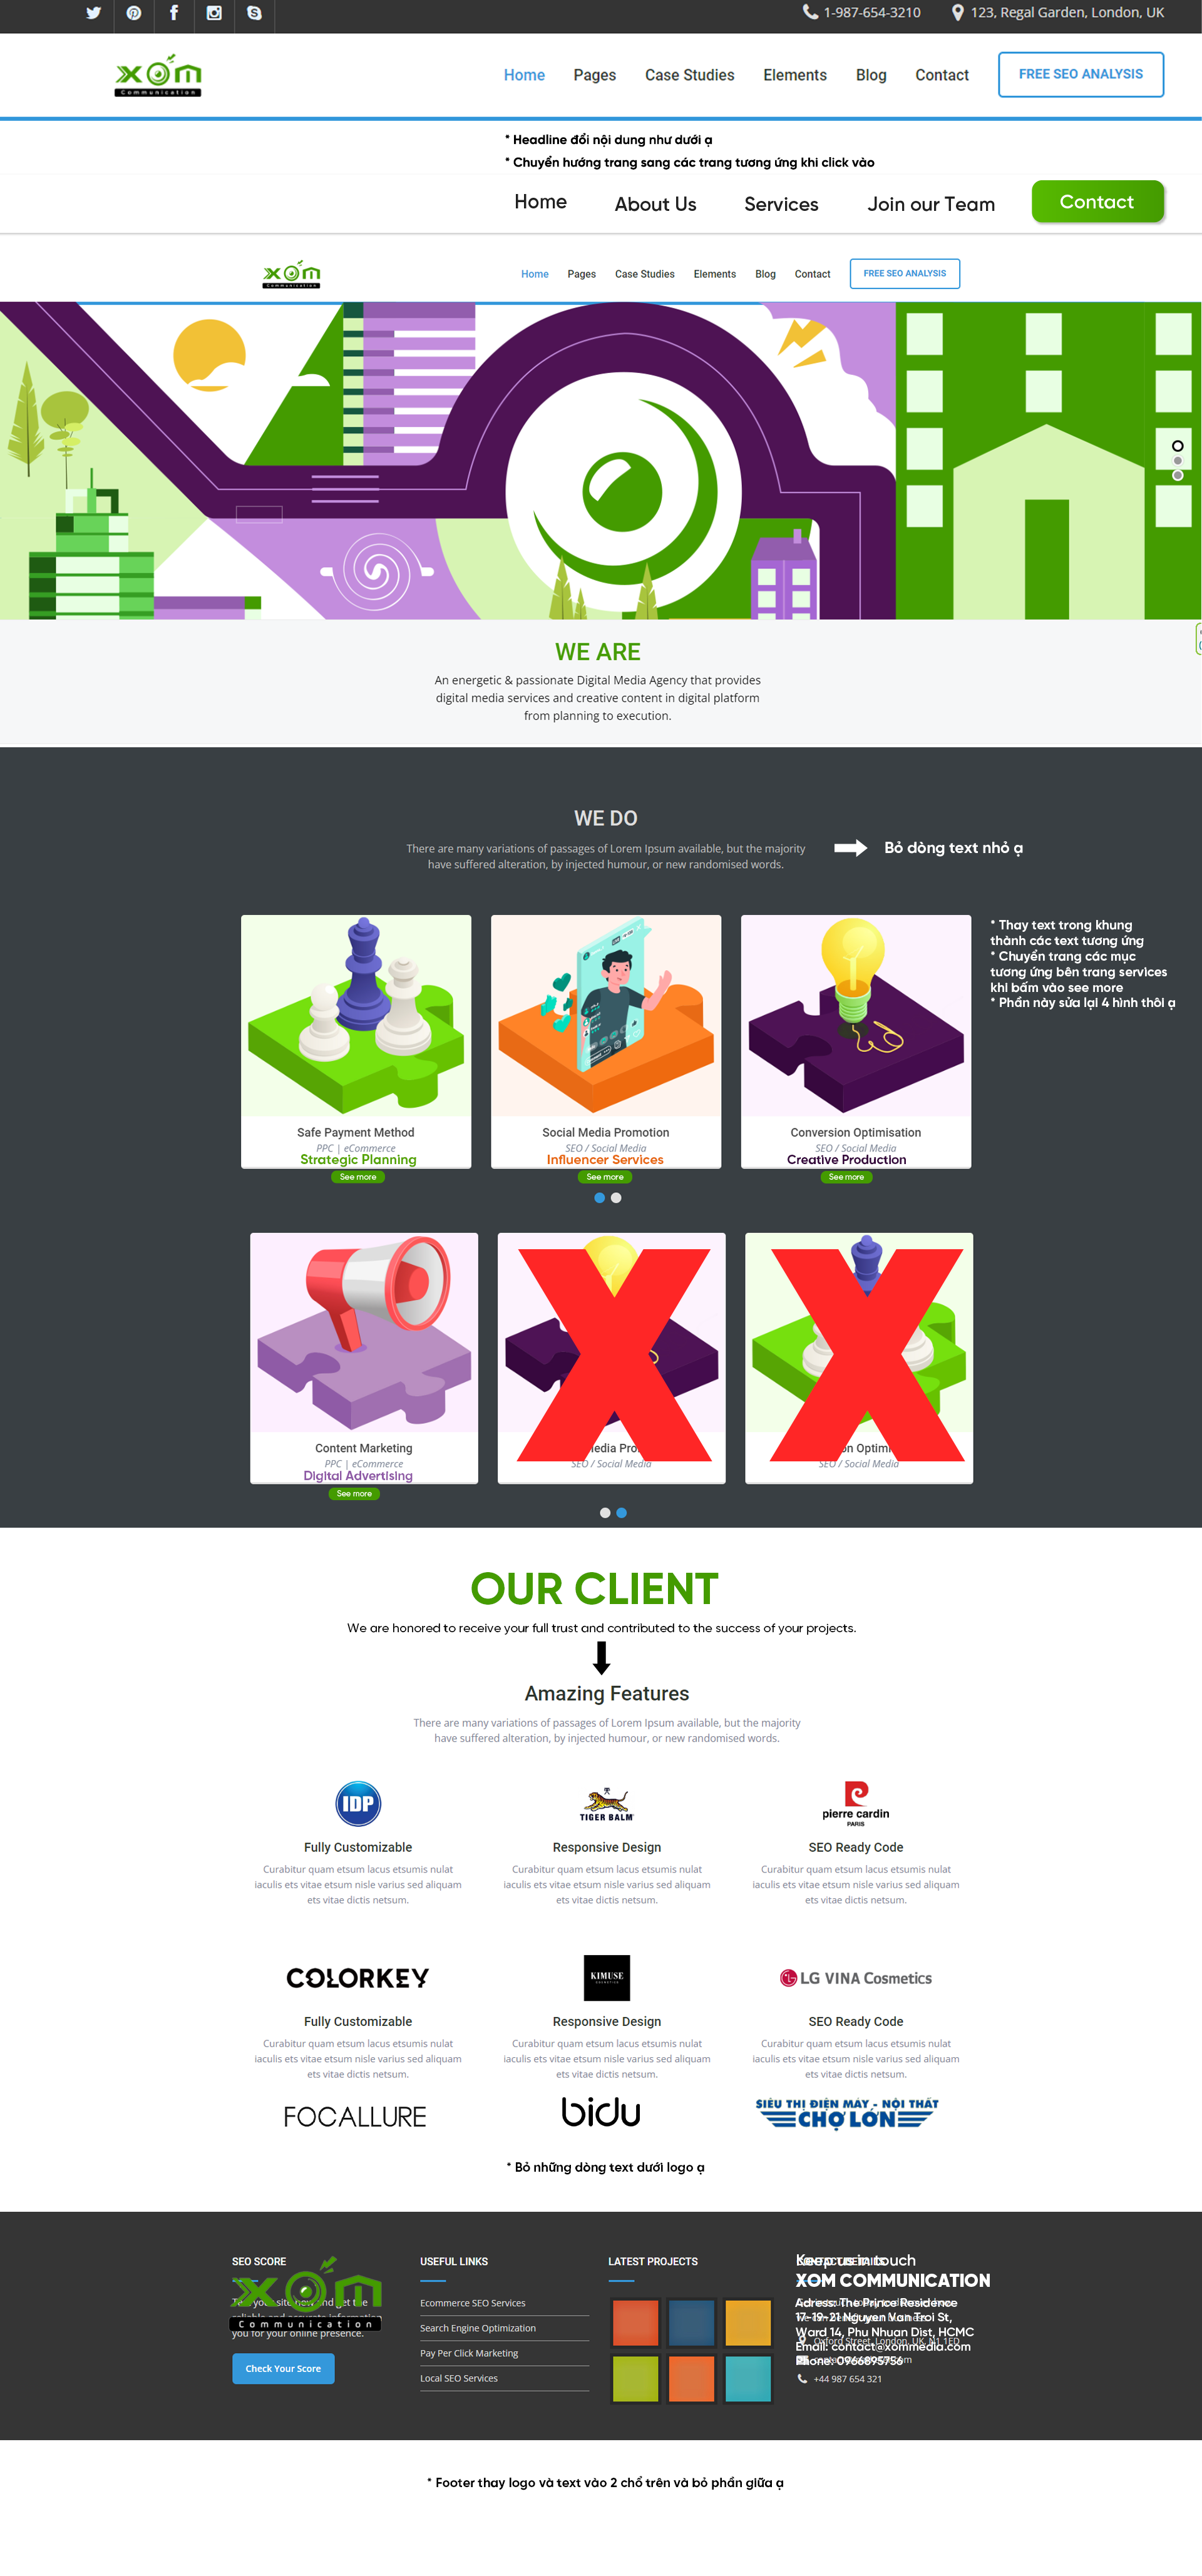 1-987-654-3210
123, Regal Garden, London, UK
xom
Communication
Home
Pages
Case Studies
Elements
Blog
Contact
FREE SEO ANALYSIS
* Headline đổi nội dung như dưới ạ
* Chuyển hướng trang sang các trang tương ứng khi click vào
Home
About Us
Services
Join our Team
Contact
xom
Communication
Home
Pages
Case Studies
Elements
Blog
Contact
FREE SEO ANALYSIS
WE ARE
An energetic & passionate Digital Media Agency that provides
digital media services and creative content in digital platform
from planning to execution.
WE DO
There are many variations of passages of Lorem Ipsum available, but the majority
have suffered alteration, by injected humour, or new randomised words.
Bỏ dòng text nhỏ ạ
* Thay text trong khung
thành các text tương ứng
* Chuyển trang các mục
tương ứng bên trang services
khi bấm vào see more
* Phần này sửa lại 4 hình thôi ạ
Safe Payment Method
PPC | eCommerce
Strategic Planning
See more
Social Media Promotion
SEO / Social Media
Influencer Services
See more
Conversion Optimisation
SEO / Social Media
Creative Production
See more
Content Marketing
PPC | eCommerce
Digital Advertising
See more
SEO / Social Media
SEO / Social Media
OUR CLIENT
We are honored to receive your full trust and contributed to the success of your projects.
Amazing Features
There are many variations of passages of Lorem Ipsum available, but the majority
have suffered alteration, by injected humour, or new randomised words.
IDP
TIGER BALM
pierre cardin
PARIS
Fully Customizable
Curabitur quam etsum lacus etsumis nulat
iaculis ets vitae etsum nisle varius sed aliquam
ets vitae dictis netsum.
Responsive Design
Curabitur quam etsum lacus etsumis nulat
iaculis ets vitae etsum nisle varius sed aliquam
ets vitae dictis netsum.
SEO Ready Code
Curabitur quam etsum lacus etsumis nulat
iaculis ets vitae etsum nisle varius sed aliquam
ets vitae dictis netsum.
COLORKEY
KIMUSE
LG VINA Cosmetics
Fully Customizable
Curabitur quam etsum lacus etsumis nulat
iaculis ets vitae etsum nisle varius sed aliquam
ets vitae dictis netsum.
Responsive Design
Curabitur quam etsum lacus etsumis nulat
iaculis ets vitae etsum nisle varius sed aliquam
ets vitae dictis netsum.
SEO Ready Code
Curabitur quam etsum lacus etsumis nulat
iaculis ets vitae etsum nisle varius sed aliquam
ets vitae dictis netsum.
FOCALLURE
bidu
SIÊU THỊ ĐIỆN MÁY - NỘI THẤT
CHỢ LỚN
* Bỏ những dòng text dưới logo ạ
SEO SCORE
xom
Communication
you for your online presence.
Check Your Score
USEFUL LINKS
Ecommerce SEO Services
Search Engine Optimization
Pay Per Click Marketing
Local SEO Services
LATEST PROJECTS
Keep us in touch
XOM COMMUNICATION
Adress: The Prince Residence
17-19-21 Nguyen Van Troi St,
Ward 14, Phu Nhuan Dist, HCMC
Oxford Street, London, UK, N1 1ED
Email: contact@xommedia.com
Phone: 0966895756
+44 987 654 321
* Footer thay logo và text vào 2 chổ trên và bỏ phần giữa ạ